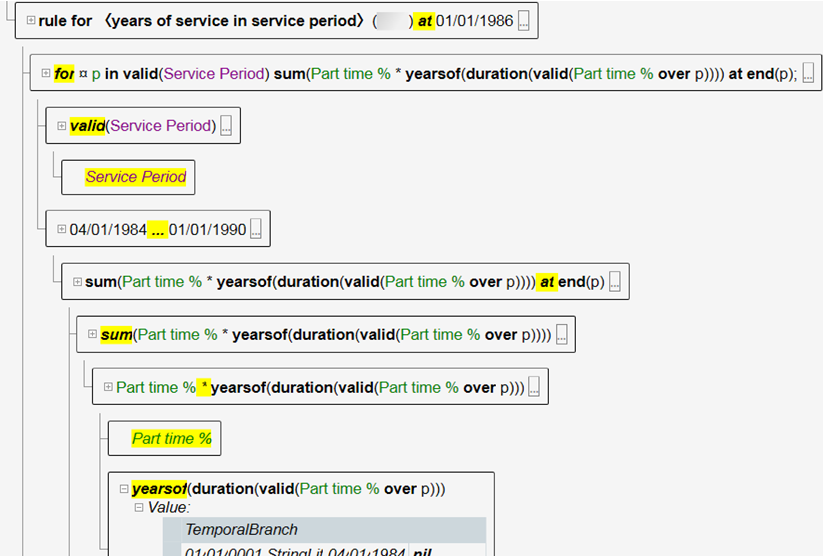 rule for 〈years of service in service period〉( ) at 01/01/1986 ...
for ¤ p in valid(Service Period) sum(Part time % * yearsof(duration(valid(Part time % over p)))) at end(p); ...
valid(Service Period) ...
Service Period
04/01/1984 ... 01/01/1990 ...
sum(Part time % * yearsof(duration(valid(Part time % over p)))) at end(p) ...
sum(Part time % * yearsof(duration(valid(Part time % over p)))) ...
Part time % * yearsof(duration(valid(Part time % over p))) ...
Part time %
yearsof(duration(valid(Part time % over p)))
Value:
TemporalBranch
01/01/0001 StringLit 04/01/1984 nil